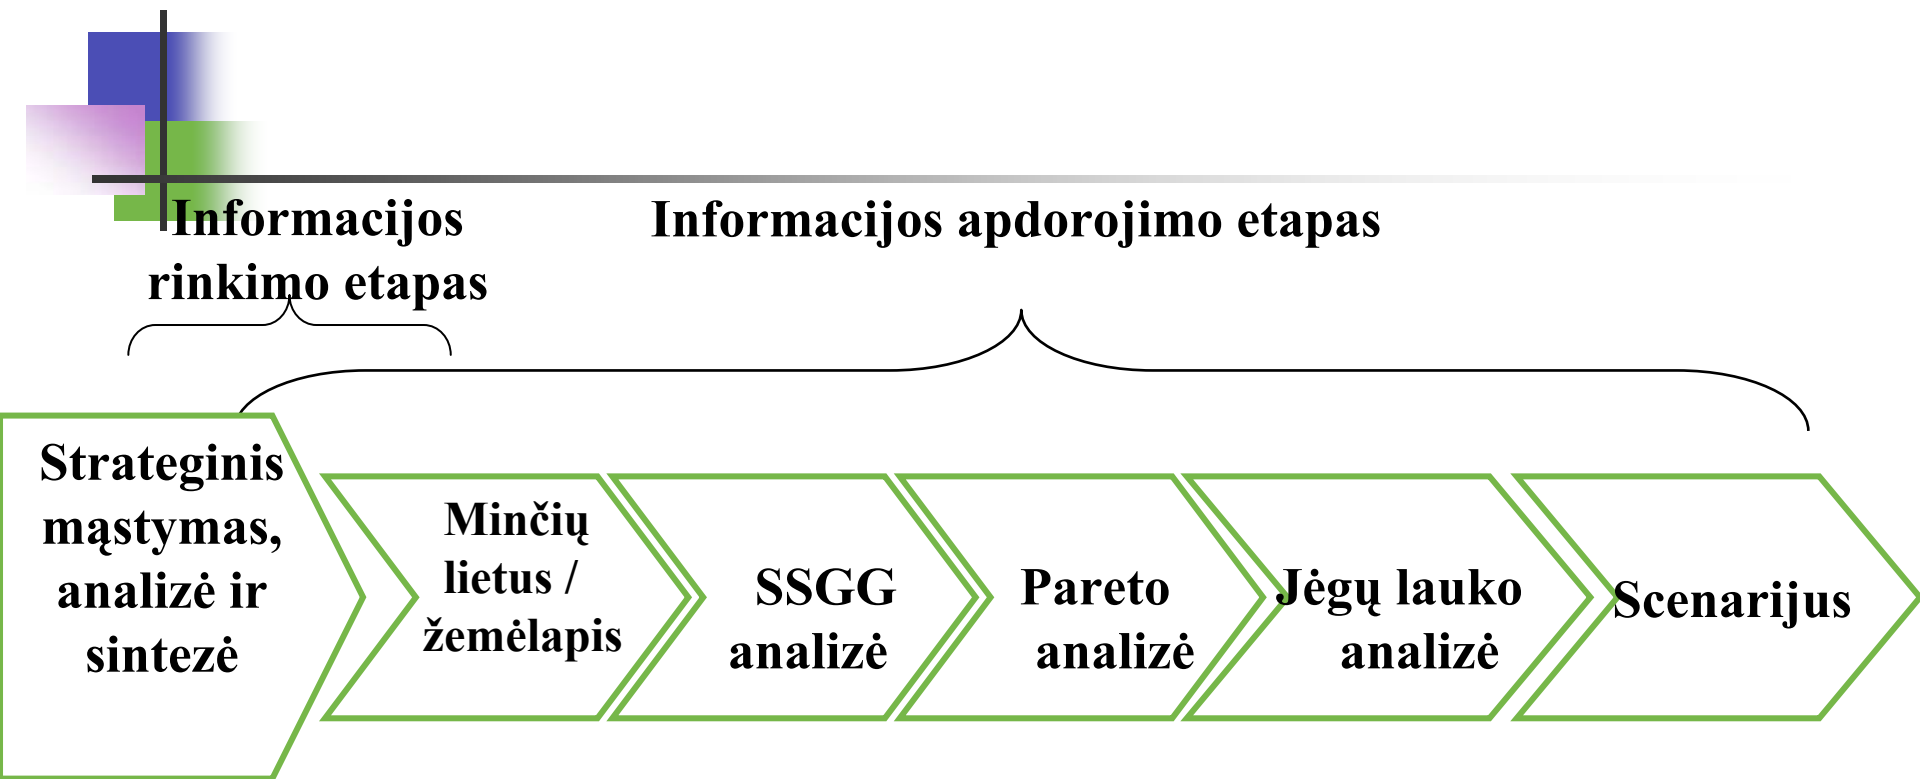 Informacijos
rinkimo etapas
Informacijos apdorojimo etapas
Strateginis
mąstymas,
analizė ir
sintezė
Minčių
lietus /
žemėlapis
SSGG
analizė
Pareto
analizė
Jėgų lauko
analizė
Scenarijus